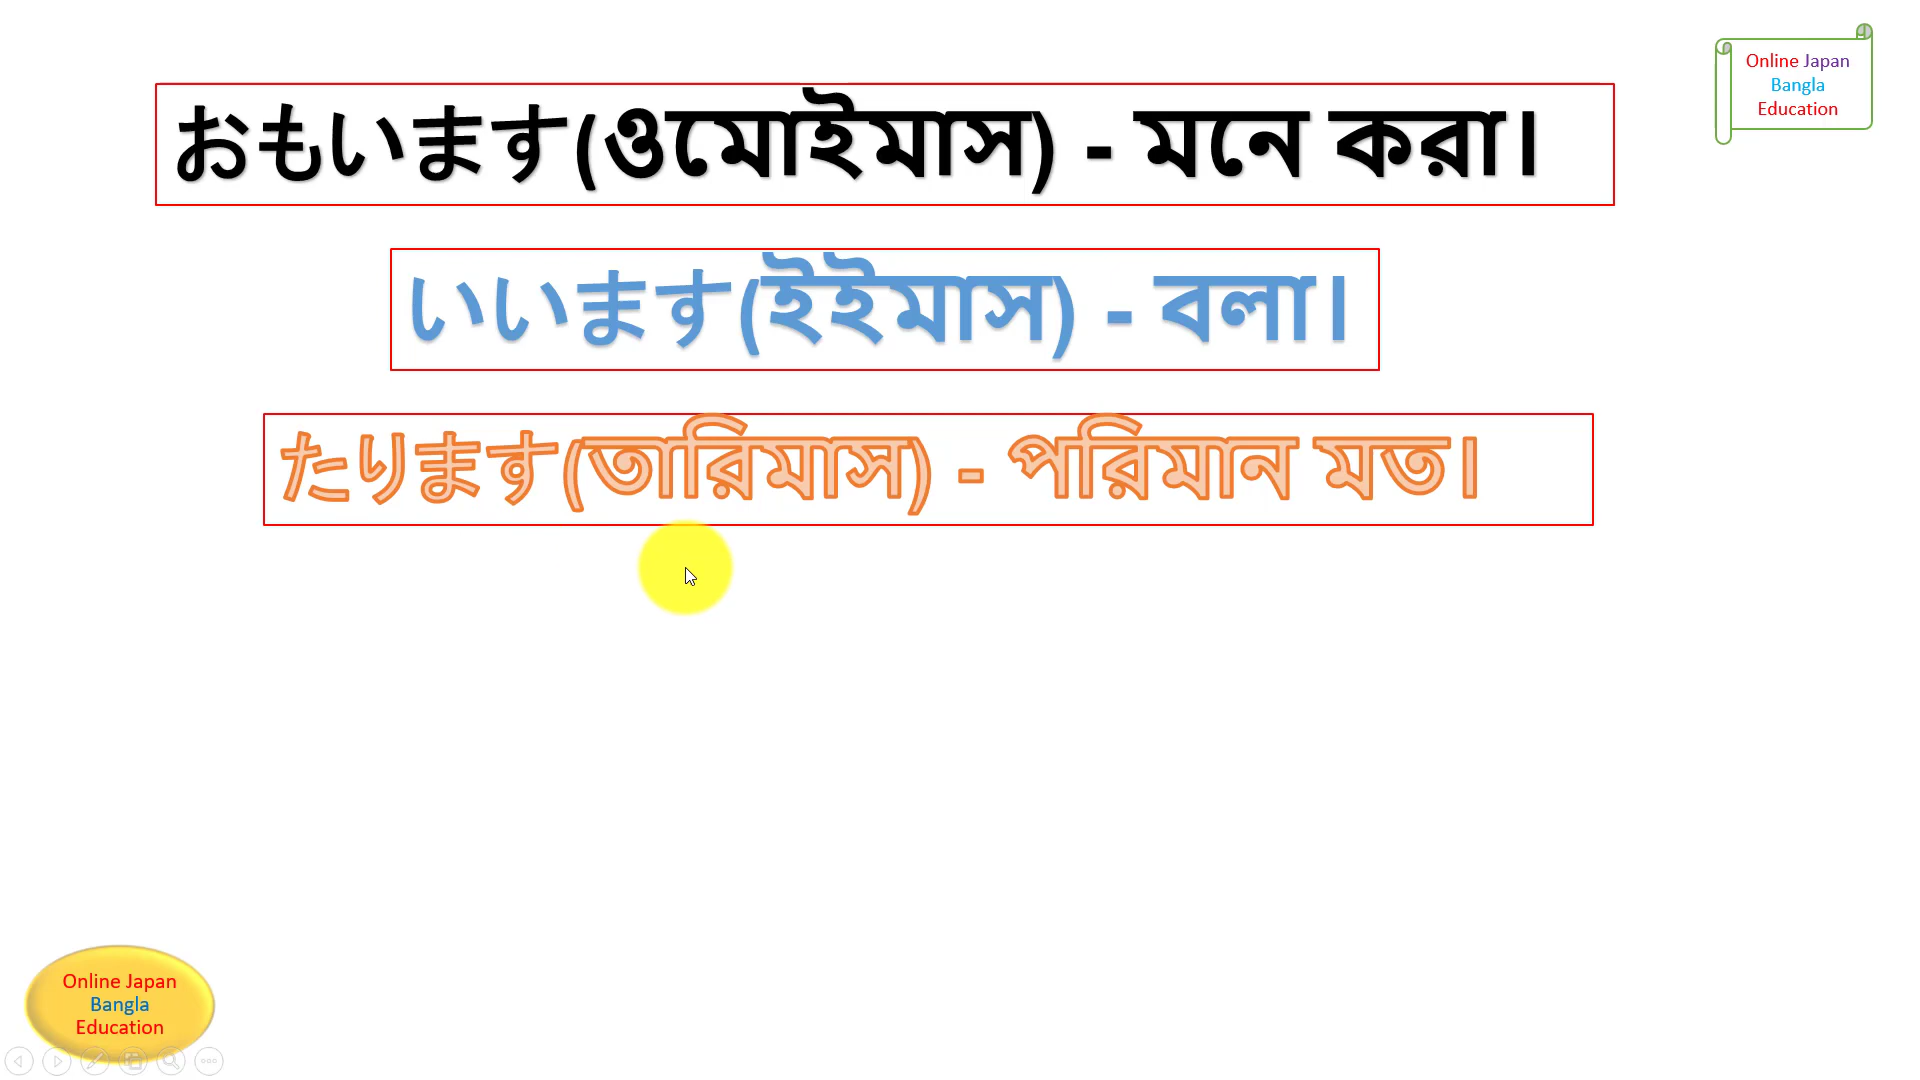 おもいます(ওমোইমাস) - মনে করা।
いいます(ইইমাস) - বলা।
たります(তারিমাস) - পরিমান মত।
Online Japan
Bangla
Education
Online Japan
Bangla
Education